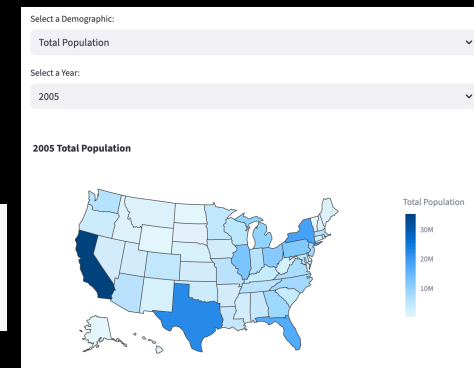 Select a Demographic:
Total Population
Select a Year:
2005
2005 Total Population
Total Population
30M
20M
10M